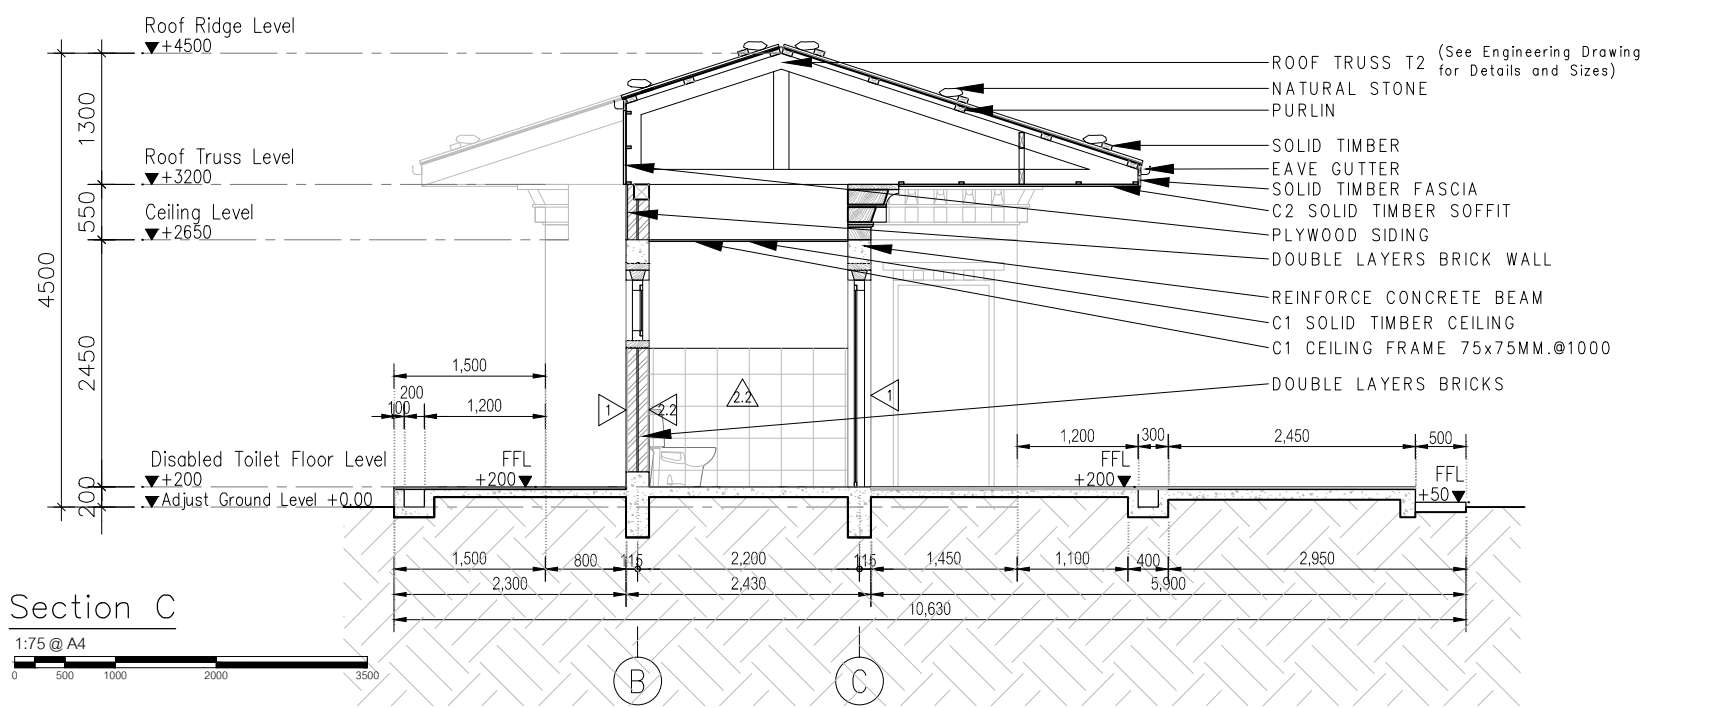 Roof Ridge Level
+4500
ROOF TRUSS T2 (See Engineering Drawing
for Details and Sizes)
NATURAL STONE
PURLIN
1300
SOLID TIMBER
Roof Truss Level
+3200
EAVE GUTTER
SOLID TIMBER FASCIA
C2 SOLID TIMBER SOFFIT
550
Ceiling Level
+2650
PLYWOOD SIDING
DOUBLE LAYERS BRICK WALL
4500
REINFORCE CONCRETE BEAM
C1 SOLID TIMBER CEILING
C1 CEILING FRAME 75x75MM.@1000
2450
1,500
DOUBLE LAYERS BRICKS
200
100 1,200
1 2.2 2.2 1
1,200 300 2,450 500
Disabled Toilet Floor Level
+200
FFL
+200
FFL
+200
FFL
+50
200
Adjust Ground Level +0.00
1,500 800 115 2,200 115 1,450 1,100 400 2,950
2,300 2,430 5,900
10,630
Section C
1:75 @ A4
0 500 1000 2000 3500
B C